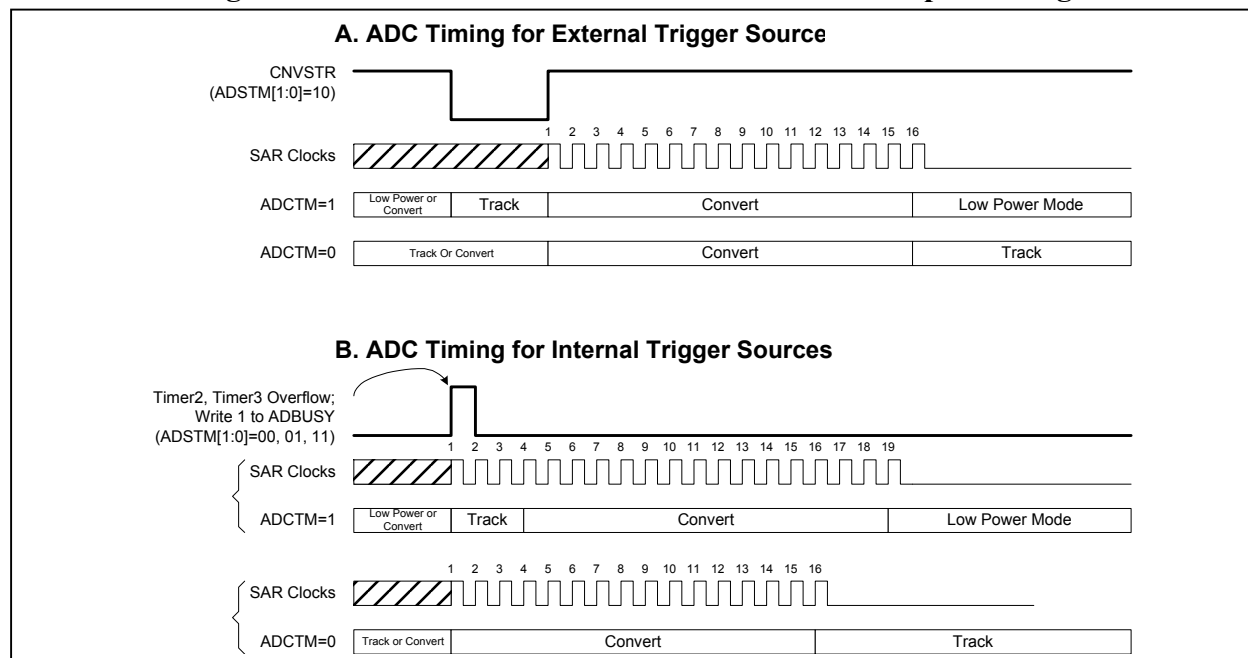 A. ADC Timing for External Trigger Source
CNVSTR
(ADSTM[1:0]=10)
1 2 3 4 5 6 7 8 9 10 11 12 13 14 15 16
SAR Clocks
ADCTM=1
Low Power or
Convert
Track
Convert
Low Power Mode
ADCTM=0
Track Or Convert
Convert
Track
B. ADC Timing for Internal Trigger Sources
Timer2, Timer3 Overflow;
Write 1 to ADBUSY
(ADSTM[1:0]=00, 01, 11)
1 2 3 4 5 6 7 8 9 10 11 12 13 14 15 16 17 18 19
SAR Clocks
ADCTM=1
Low Power or
Convert
Track
Convert
Low Power Mode
1 2 3 4 5 6 7 8 9 10 11 12 13 14 15 16
SAR Clocks
ADCTM=0
Track or Convert
Convert
Track